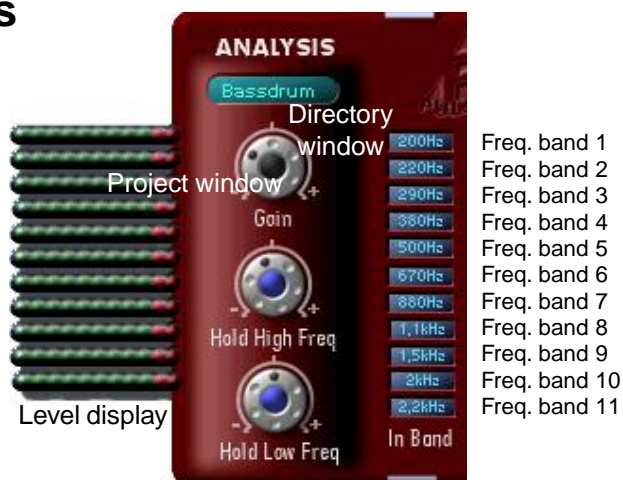 s
ANALYSIS
Bassdrum
Directory
window
Project window
Gain
Hold High Freq
Hold Low Freq
Level display
200Hz Freq. band 1
220Hz Freq. band 2
290Hz Freq. band 3
380Hz Freq. band 4
500Hz Freq. band 5
670Hz Freq. band 6
880Hz Freq. band 7
1,1kHz Freq. band 8
1,5kHz Freq. band 9
2kHz Freq. band 10
2,2kHz Freq. band 11
In Band